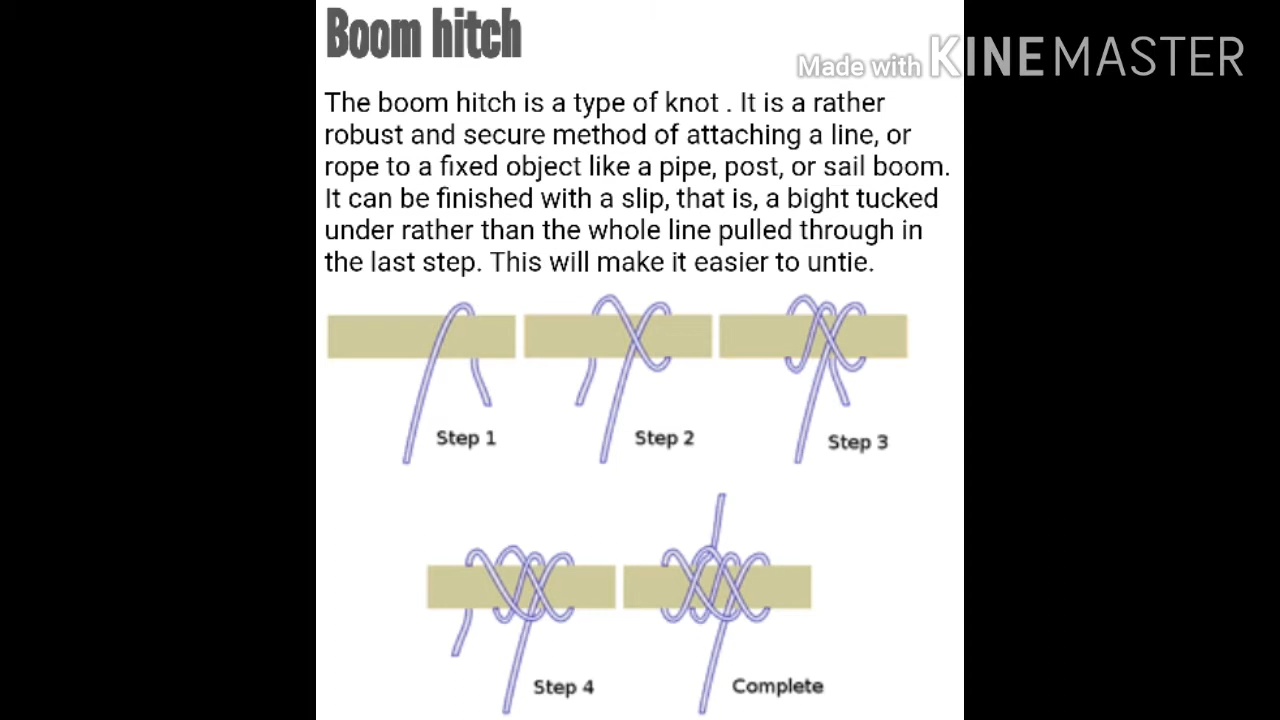 Boom hitch
Made with KINEMASTER
The boom hitch is a type of knot . It is a rather
robust and secure method of attaching a line, or
rope to a fixed object like a pipe, post, or sail boom.
It can be finished with a slip, that is, a bight tucked
under rather than the whole line pulled through in
the last step. This will make it easier to untie.
Step 1
Step 2
Step 3
Step 4
Complete